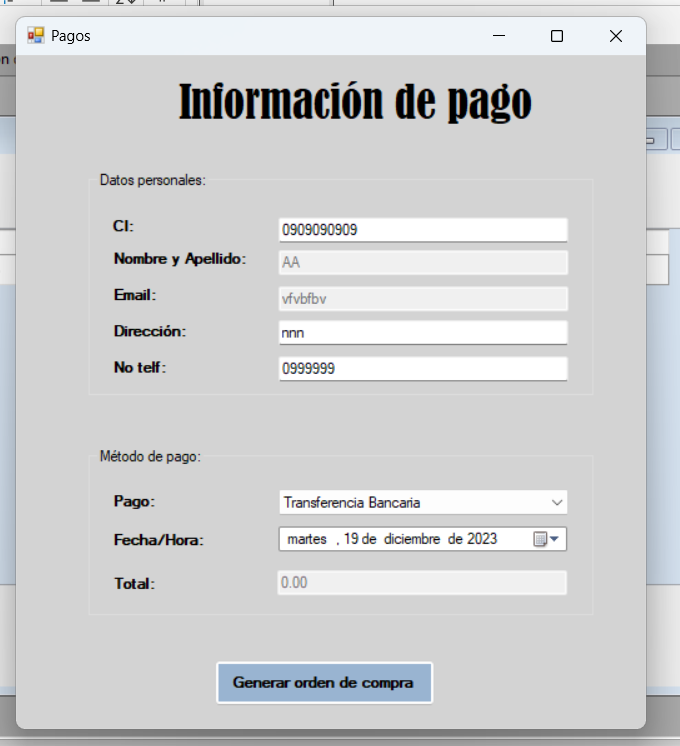 Pagos
Información de pago
Datos personales:
CI: 0909090909
Nombre y Apellido: AA
Email: vfvbfbv
Dirección: nnn
No telf: 0999999
Método de pago:
Pago: Transferencia Bancaria
Fecha/Hora: martes , 19 de diciembre de 2023
Total: 0.00
Generar orden de compra